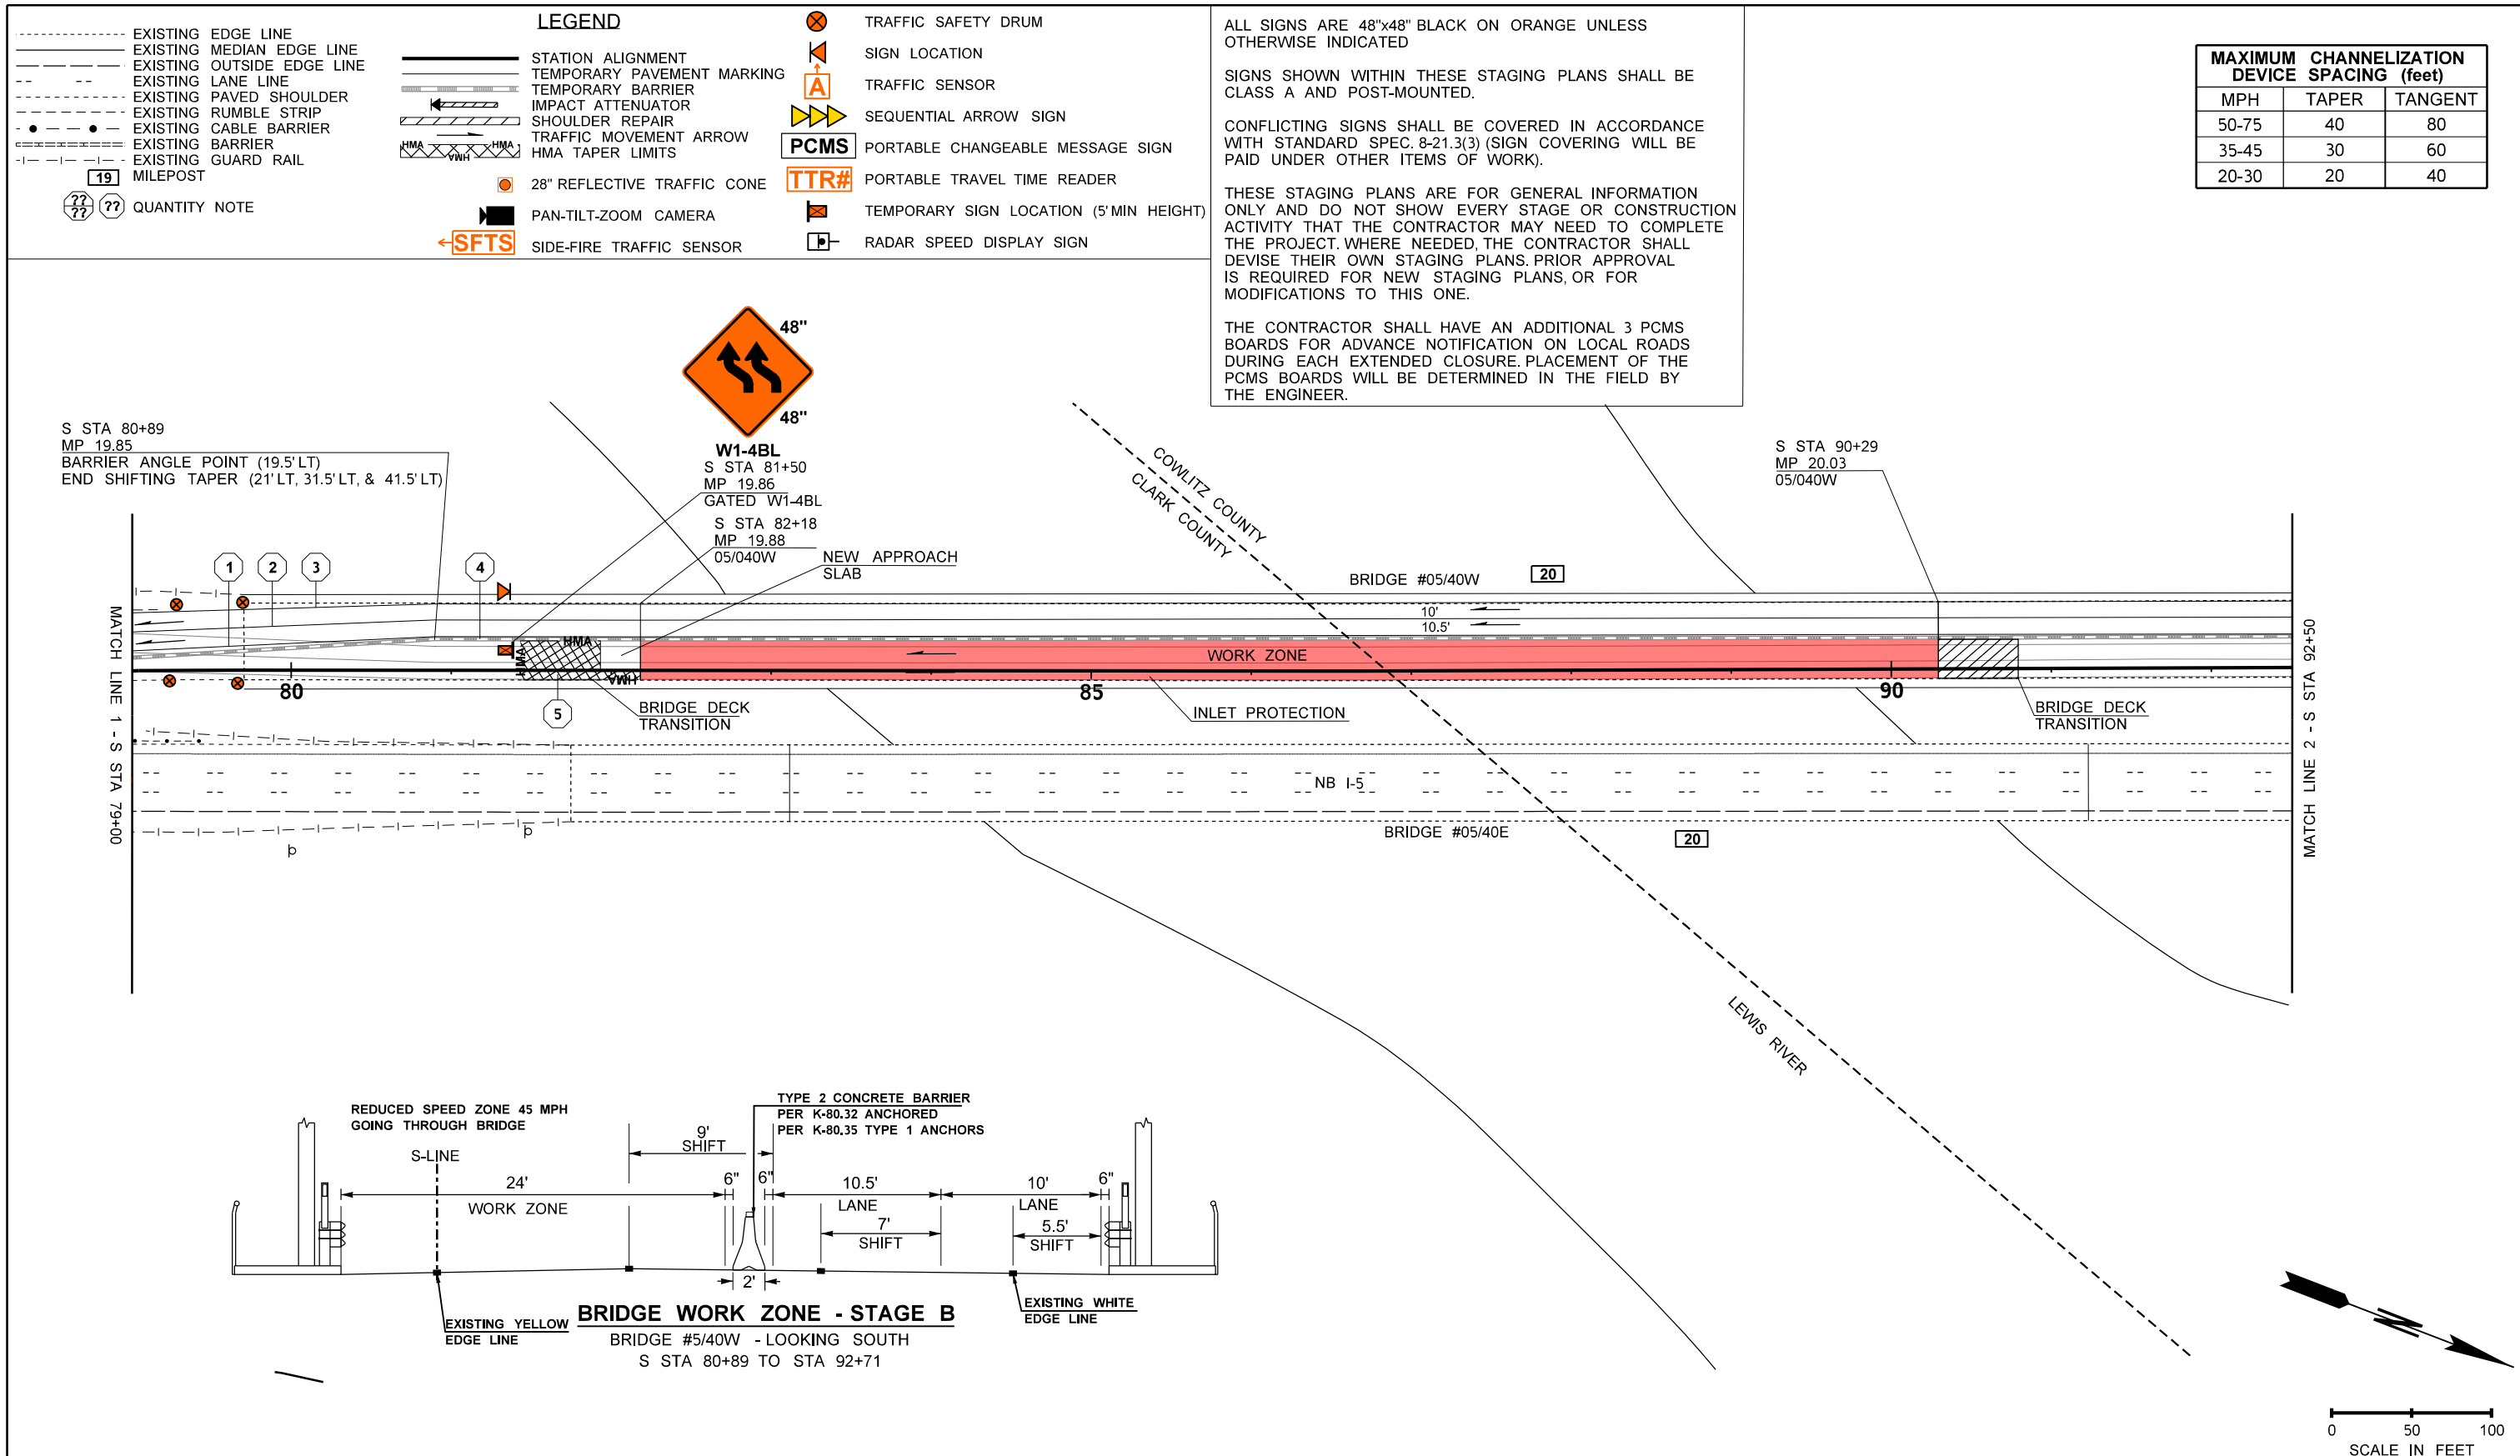 LEGEND
EXISTING EDGE LINE
EXISTING MEDIAN EDGE LINE
EXISTING OUTSIDE EDGE LINE
EXISTING LANE LINE
EXISTING PAVED SHOULDER
EXISTING RUMBLE STRIP
EXISTING CABLE BARRIER
EXISTING BARRIER
EXISTING GUARD RAIL
19 MILEPOST
?? ?? ?? QUANTITY NOTE
STATION ALIGNMENT
TEMPORARY PAVEMENT MARKING
TEMPORARY BARRIER
IMPACT ATTENUATOR
SHOULDER REPAIR
TRAFFIC MOVEMENT ARROW
HMA HMA HMA HMA TAPER LIMITS
28" REFLECTIVE TRAFFIC CONE
PAN-TILT-ZOOM CAMERA
SFTS SIDE-FIRE TRAFFIC SENSOR
TRAFFIC SAFETY DRUM
SIGN LOCATION
A TRAFFIC SENSOR
SEQUENTIAL ARROW SIGN
PCMS PORTABLE CHANGEABLE MESSAGE SIGN
TTR# PORTABLE TRAVEL TIME READER
TEMPORARY SIGN LOCATION (5' MIN HEIGHT)
RADAR SPEED DISPLAY SIGN
ALL SIGNS ARE 48"x48" BLACK ON ORANGE UNLESS
OTHERWISE INDICATED
SIGNS SHOWN WITHIN THESE STAGING PLANS SHALL BE
CLASS A AND POST-MOUNTED.
CONFLICTING SIGNS SHALL BE COVERED IN ACCORDANCE
WITH STANDARD SPEC. 8-21.3(3) (SIGN COVERING WILL BE
PAID UNDER OTHER ITEMS OF WORK).
THESE STAGING PLANS ARE FOR GENERAL INFORMATION
ONLY AND DO NOT SHOW EVERY STAGE OR CONSTRUCTION
ACTIVITY THAT THE CONTRACTOR MAY NEED TO COMPLETE
THE PROJECT. WHERE NEEDED, THE CONTRACTOR SHALL
DEVISE THEIR OWN STAGING PLANS. PRIOR APPROVAL
IS REQUIRED FOR NEW STAGING PLANS, OR FOR
MODIFICATIONS TO THIS ONE.
THE CONTRACTOR SHALL HAVE AN ADDITIONAL 3 PCMS
BOARDS FOR ADVANCE NOTIFICATION ON LOCAL ROADS
DURING EACH EXTENDED CLOSURE. PLACEMENT OF THE
PCMS BOARDS WILL BE DETERMINED IN THE FIELD BY
THE ENGINEER.
MAXIMUM CHANNELIZATION
DEVICE SPACING (feet)
MPH TAPER TANGENT
50-75 40 80
35-45 30 60
20-30 20 40
48"
48"
W1-4BL
S STA 81+50
MP 19.86
GATED W1-4BL
S STA 82+18
MP 19.88
05/040W
NEW APPROACH
SLAB
S STA 80+89
MP 19.85
BARRIER ANGLE POINT (19.5' LT)
END SHIFTING TAPER (21' LT, 31.5' LT, & 41.5' LT)
COWLITZ COUNTY
CLARK COUNTY
S STA 90+29
MP 20.03
05/040W
1 2 3 4
BRIDGE #05/40W 20
10'
10.5'
HMA
HMA
HMA
WORK ZONE
80 85 90
5
BRIDGE DECK
TRANSITION
INLET PROTECTION
BRIDGE DECK
TRANSITION
MATCH LINE 1 - S STA 79+00
MATCH LINE 2 - S STA 92+50
NB I-5
BRIDGE #05/40E 20
p
p
LEWIS RIVER
REDUCED SPEED ZONE 45 MPH
GOING THROUGH BRIDGE
TYPE 2 CONCRETE BARRIER
PER K-80.32 ANCHORED
PER K-80.35 TYPE 1 ANCHORS
9'
SHIFT
S-LINE
24'
WORK ZONE
6" 6"
10.5'
LANE
10'
LANE
6"
7'
SHIFT
5.5'
SHIFT
2'
EXISTING YELLOW
EDGE LINE
EXISTING WHITE
EDGE LINE
BRIDGE WORK ZONE - STAGE B
BRIDGE #5/40W - LOOKING SOUTH
S STA 80+89 TO STA 92+71
N
0 50 100
SCALE IN FEET